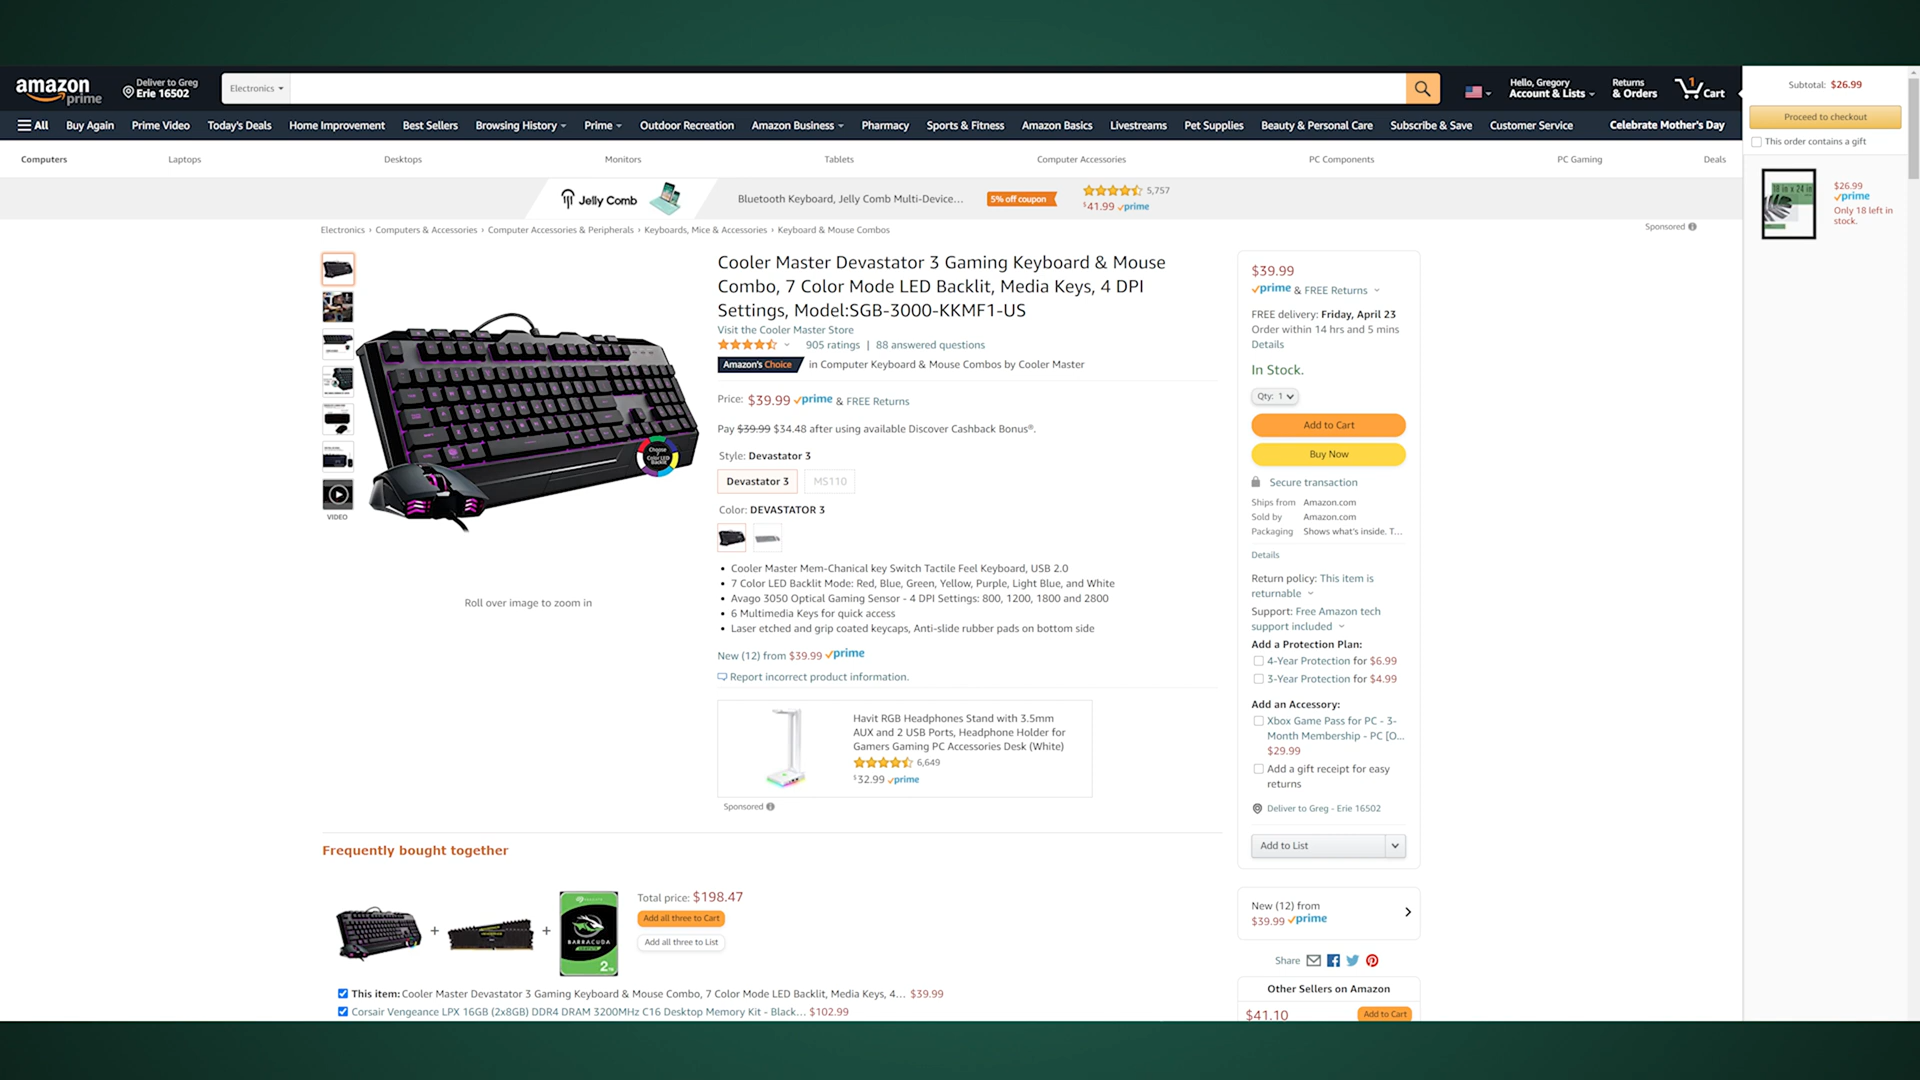 amazon
prime
Deliver to Greg
Erie 16502
Electronics
Hello, Gregory
Account & Lists
Returns
& Orders
1
Cart
All
Buy Again
Prime Video
Today's Deals
Home Improvement
Best Sellers
Browsing History
Prime
Outdoor Recreation
Amazon Business
Pharmacy
Sports & Fitness
Amazon Basics
Livestreams
Pet Supplies
Beauty & Personal Care
Subscribe & Save
Customer Service
Celebrate Mother's Day
Subtotal: $26.99
Proceed to checkout
This order contains a gift
18 in x 24 in
$26.99
prime
Only 18 left in
stock.
Computers
Laptops
Desktops
Monitors
Tablets
Computer Accessories
PC Components
PC Gaming
Deals
Jelly Comb
Bluetooth Keyboard, Jelly Comb Multi-Device...
5% off coupon
5,757
$41.99 prime
Sponsored
Electronics › Computers & Accessories › Computer Accessories & Peripherals › Keyboards, Mice & Accessories › Keyboard & Mouse Combos
VIDEO
Choose
Color LED
Backlit
Roll over image to zoom in
Cooler Master Devastator 3 Gaming Keyboard & Mouse
Combo, 7 Color Mode LED Backlit, Media Keys, 4 DPI
Settings, Model:SGB-3000-KKMF1-US
Visit the Cooler Master Store
905 ratings | 88 answered questions
Amazon's Choice in Computer Keyboard & Mouse Combos by Cooler Master
Price: $39.99 prime & FREE Returns
Pay $39.99 $34.48 after using available Discover Cashback Bonus®.
Style: Devastator 3
Devastator 3
MS110
Color: DEVASTATOR 3
• Cooler Master Mem-Chanical key Switch Tactile Feel Keyboard, USB 2.0
• 7 Color LED Backlit Mode: Red, Blue, Green, Yellow, Purple, Light Blue, and White
• Avago 3050 Optical Gaming Sensor - 4 DPI Settings: 800, 1200, 1800 and 2800
• 6 Multimedia Keys for quick access
• Laser etched and grip coated keycaps, Anti-slide rubber pads on bottom side
New (12) from $39.99 prime
Report incorrect product information.
Havit RGB Headphones Stand with 3.5mm
AUX and 2 USB Ports, Headphone Holder for
Gamers Gaming PC Accessories Desk (White)
6,649
$32.99 prime
Sponsored
$39.99
prime & FREE Returns
FREE delivery: Friday, April 23
Order within 14 hrs and 5 mins
Details
In Stock.
Qty: 1
Add to Cart
Buy Now
Secure transaction
Ships from Amazon.com
Sold by Amazon.com
Packaging Shows what's inside. T...
Details
Return policy: This item is
returnable
Support: Free Amazon tech
support included
Add a Protection Plan:
4-Year Protection for $6.99
3-Year Protection for $4.99
Add an Accessory:
Xbox Game Pass for PC - 3-
Month Membership - PC [O...
$29.99
Add a gift receipt for easy
returns
Deliver to Greg - Erie 16502
Add to List
New (12) from
$39.99 prime
Share
Other Sellers on Amazon
$41.10
Add to Cart
Frequently bought together
+
+
BARRACUDA
2
Total price: $198.47
Add all three to Cart
Add all three to List
This item: Cooler Master Devastator 3 Gaming Keyboard & Mouse Combo, 7 Color Mode LED Backlit, Media Keys, 4... $39.99
Corsair Vengeance LPX 16GB (2x8GB) DDR4 DRAM 3200MHz C16 Desktop Memory Kit - Black... $102.99